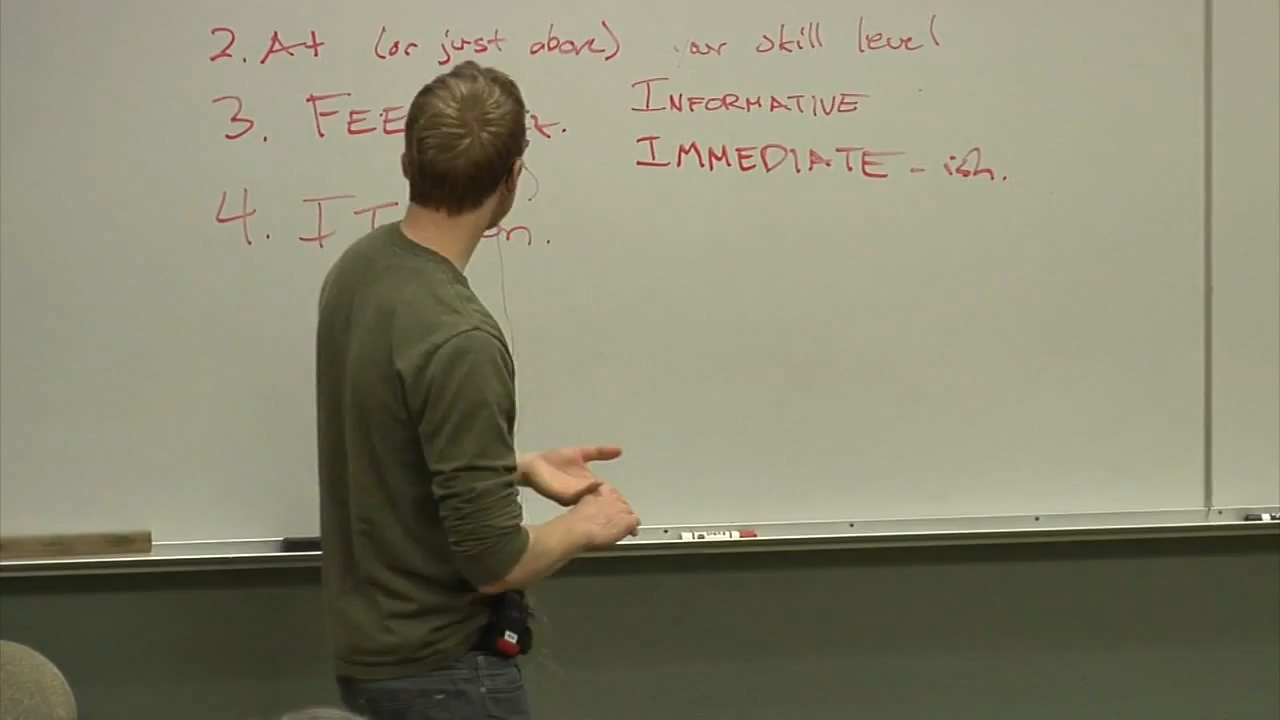 2. At (or just above) your skill level
3. FEE
INFORMATIVE
IMMEDIATE - ish.
4.